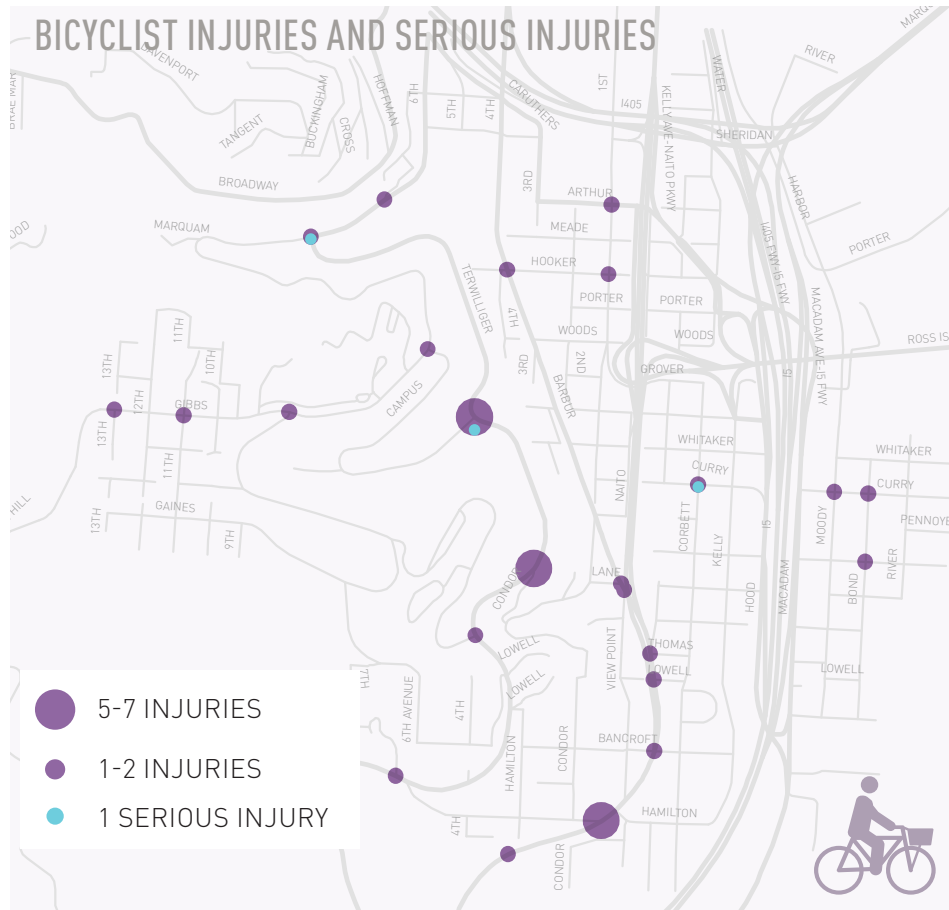 BICYCLIST INJURIES AND SERIOUS INJURIES
DAVENPORT
TANGENT
BUCKINGHAM
CROSS
HOFFMAN
6TH
5TH
4TH
CARUTHERS
1ST
I405
KELLY AVE-NAITO PKWY
WATER
RIVER
SHERIDAN
BROADWAY
3RD
ARTHUR
HARBOR
MARQUAM
MEADE
I405 FWY-I5 FWY
PORTER
HOOKER
TERWILLIGER
PORTER
PORTER
MACADAM AVE-I5 FWY
4TH
WOODS
WOODS
ROSS IS
11TH
13TH
10TH
3RD
2ND
GROVER
I5
12TH
GIBBS
CAMPUS
BARBUR
13TH
WHITAKER
WHITAKER
11TH
CURRY
CURRY
HILL
NAITO
GAINES
13TH
9TH
CORBETT
KELLY
I5
MOODY
PENNOYE
LANE
CONDOR
HOOD
MACADAM
BOND
RIVER
VIEW POINT
THOMAS
LOWELL
LOWELL
LOWELL
LOWELL
7TH
6TH AVENUE
4TH
HAMILTON
CONDOR
BANCROFT
HAMILTON
4TH
CONDOR
5-7 INJURIES
1-2 INJURIES
1 SERIOUS INJURY